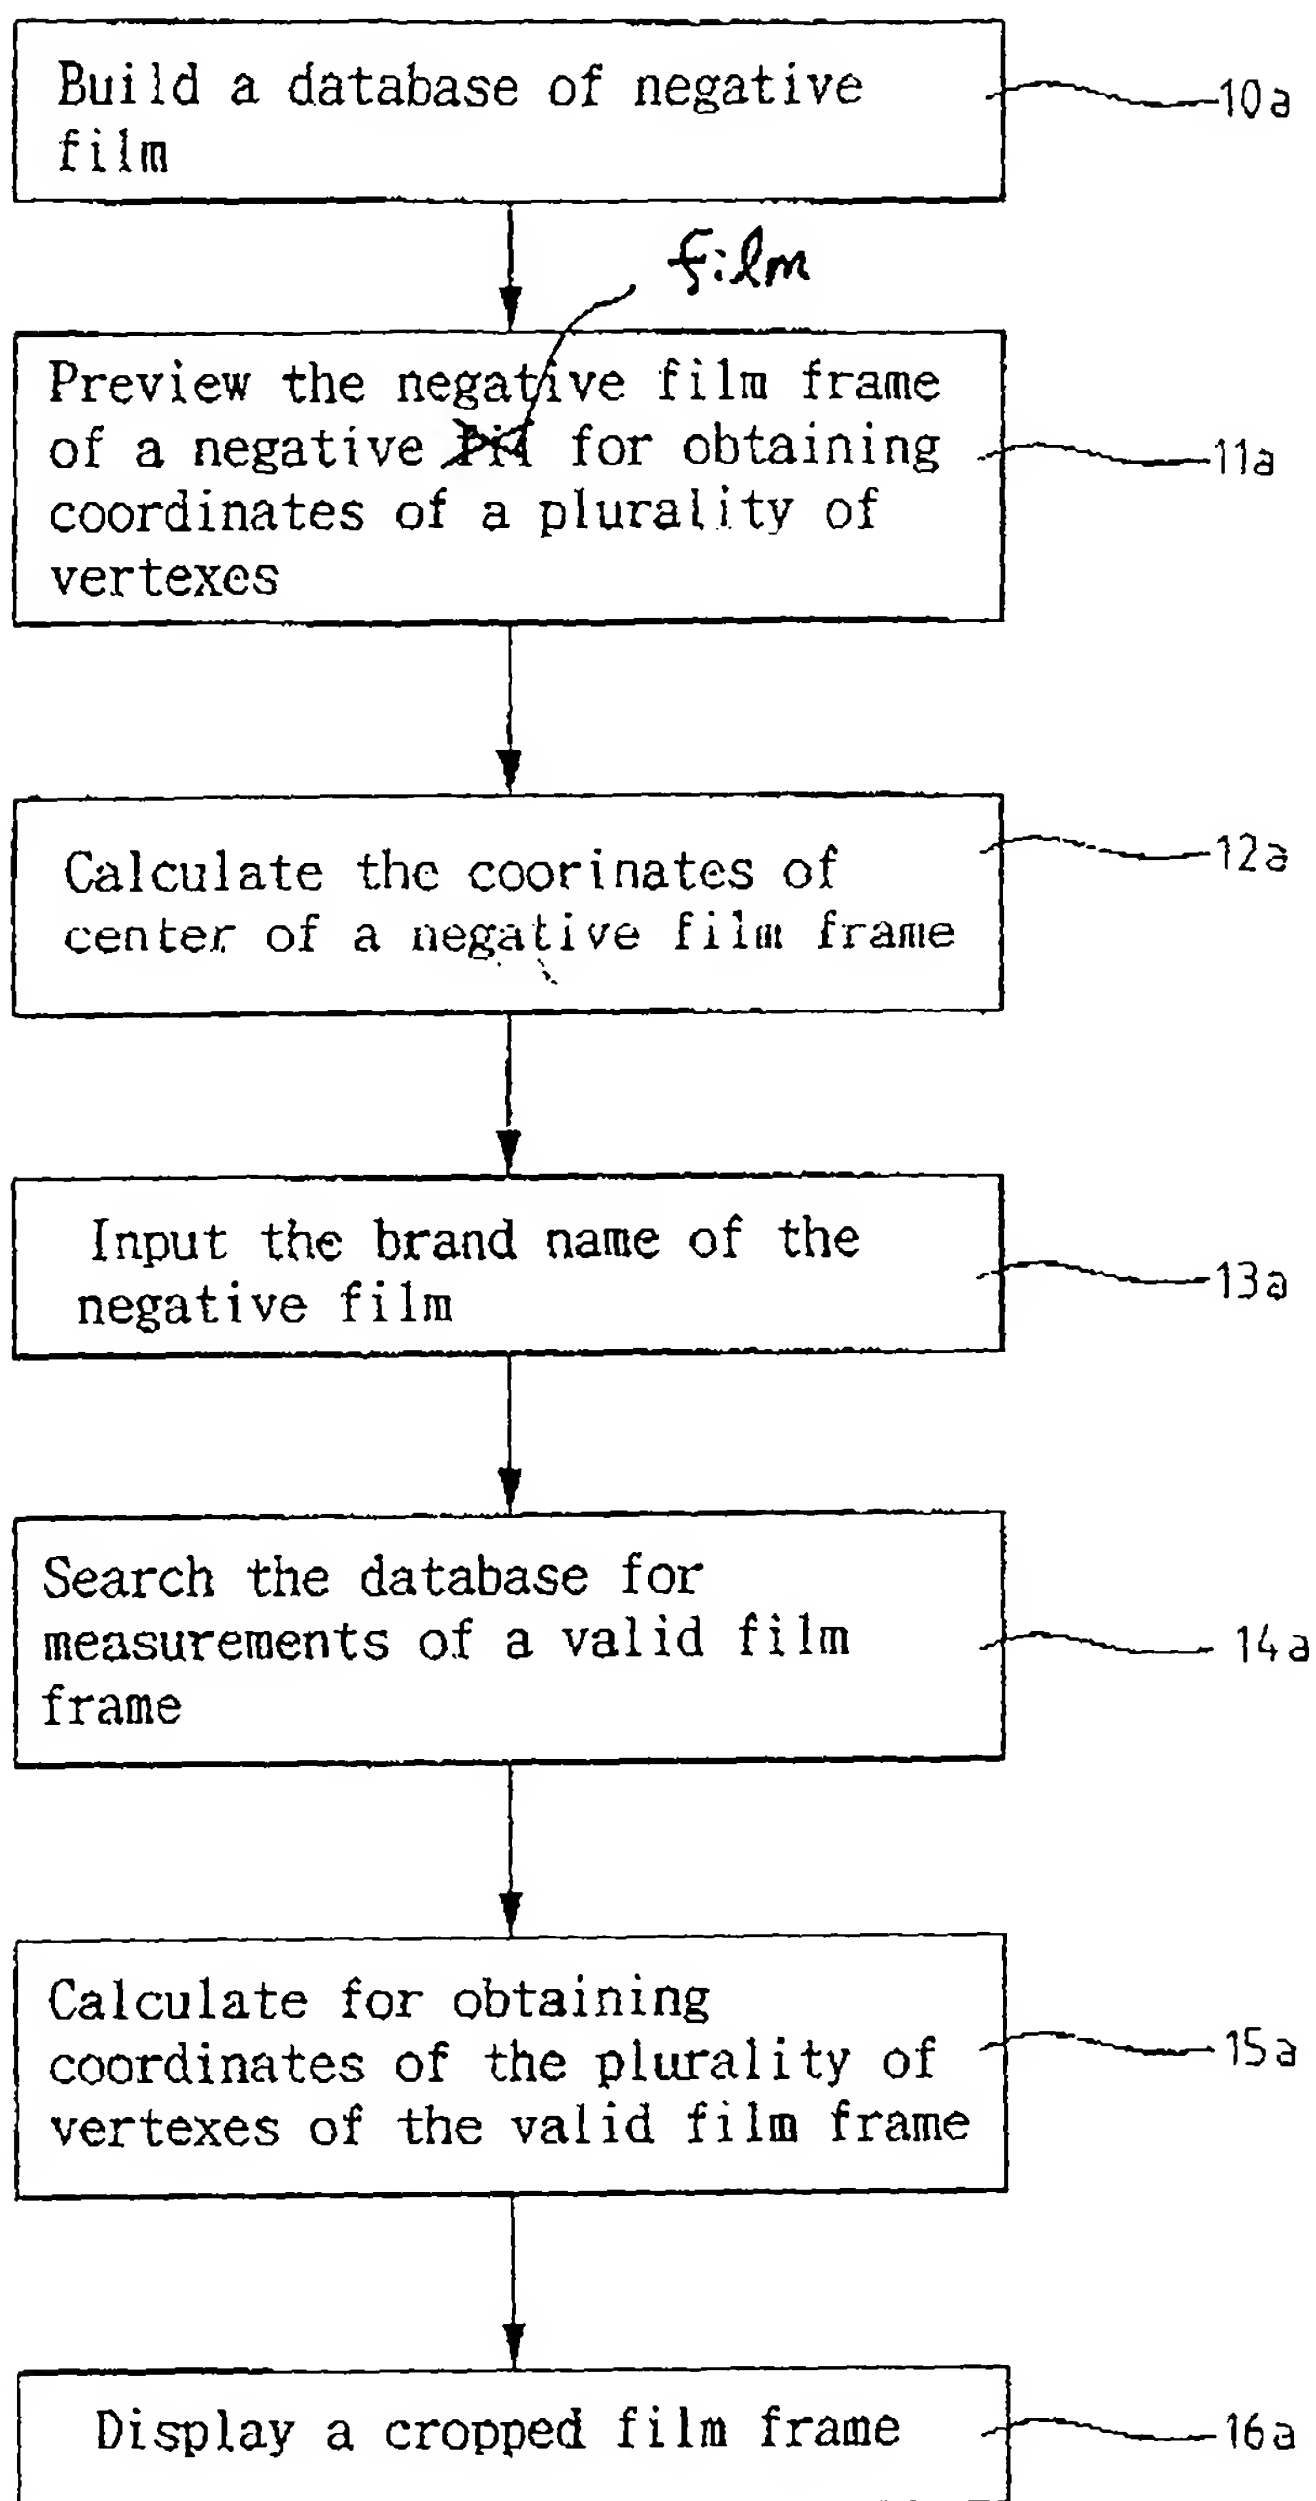 Build a database of negative
film
10a
film
Preview the negative film frame
of a negative for obtaining
coordinates of a plurality of
vertexes
11a
Calculate the coorinates of
center of a negative film frame
12a
Input the brand name of the
negative film
13a
Search the database for
measurements of a valid film
frame
14a
Calculate for obtaining
coordinates of the plurality of
vertexes of the valid film frame
15a
Display a cropped film frame
16a